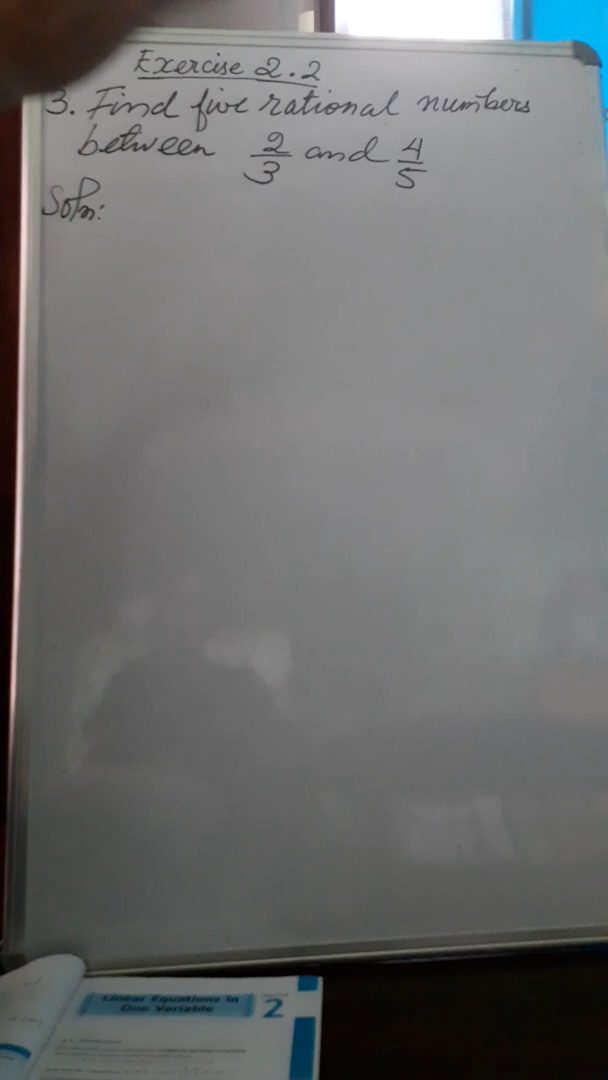 Exercise 2.2
3. Find five rational numbers
between 2/3 and 4/5
Soln:
Linear Equations in
One Variable
2